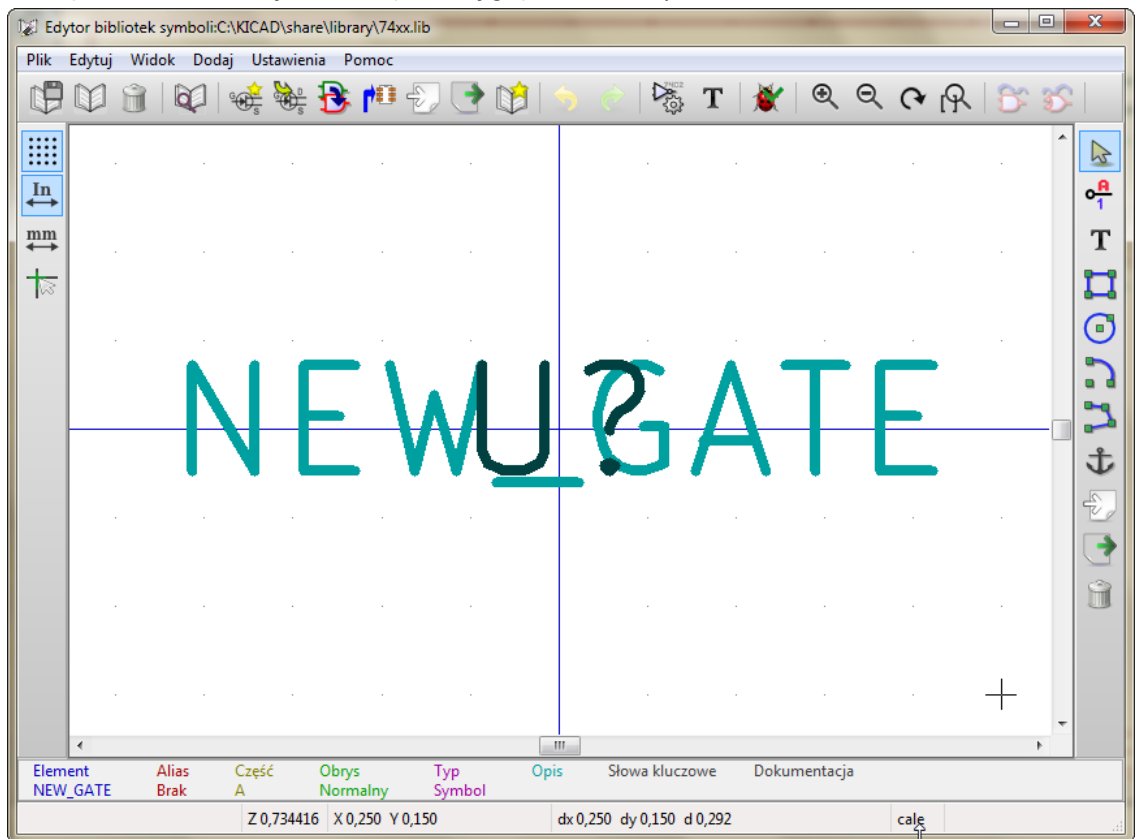 Edytor bibliotek symboli:C:\KICAD\share\library\74xx.lib
Plik Edytuj Widok Dodaj Ustawienia Pomoc
T
In
mm
A
1
T
NEW_GATE
U?
Element Alias Część Obrys Typ Opis Słowa kluczowe Dokumentacja
NEW_GATE Brak A Normalny Symbol
Z 0,734416 X 0,250 Y 0,150 dx 0,250 dy 0,150 d 0,292 cale